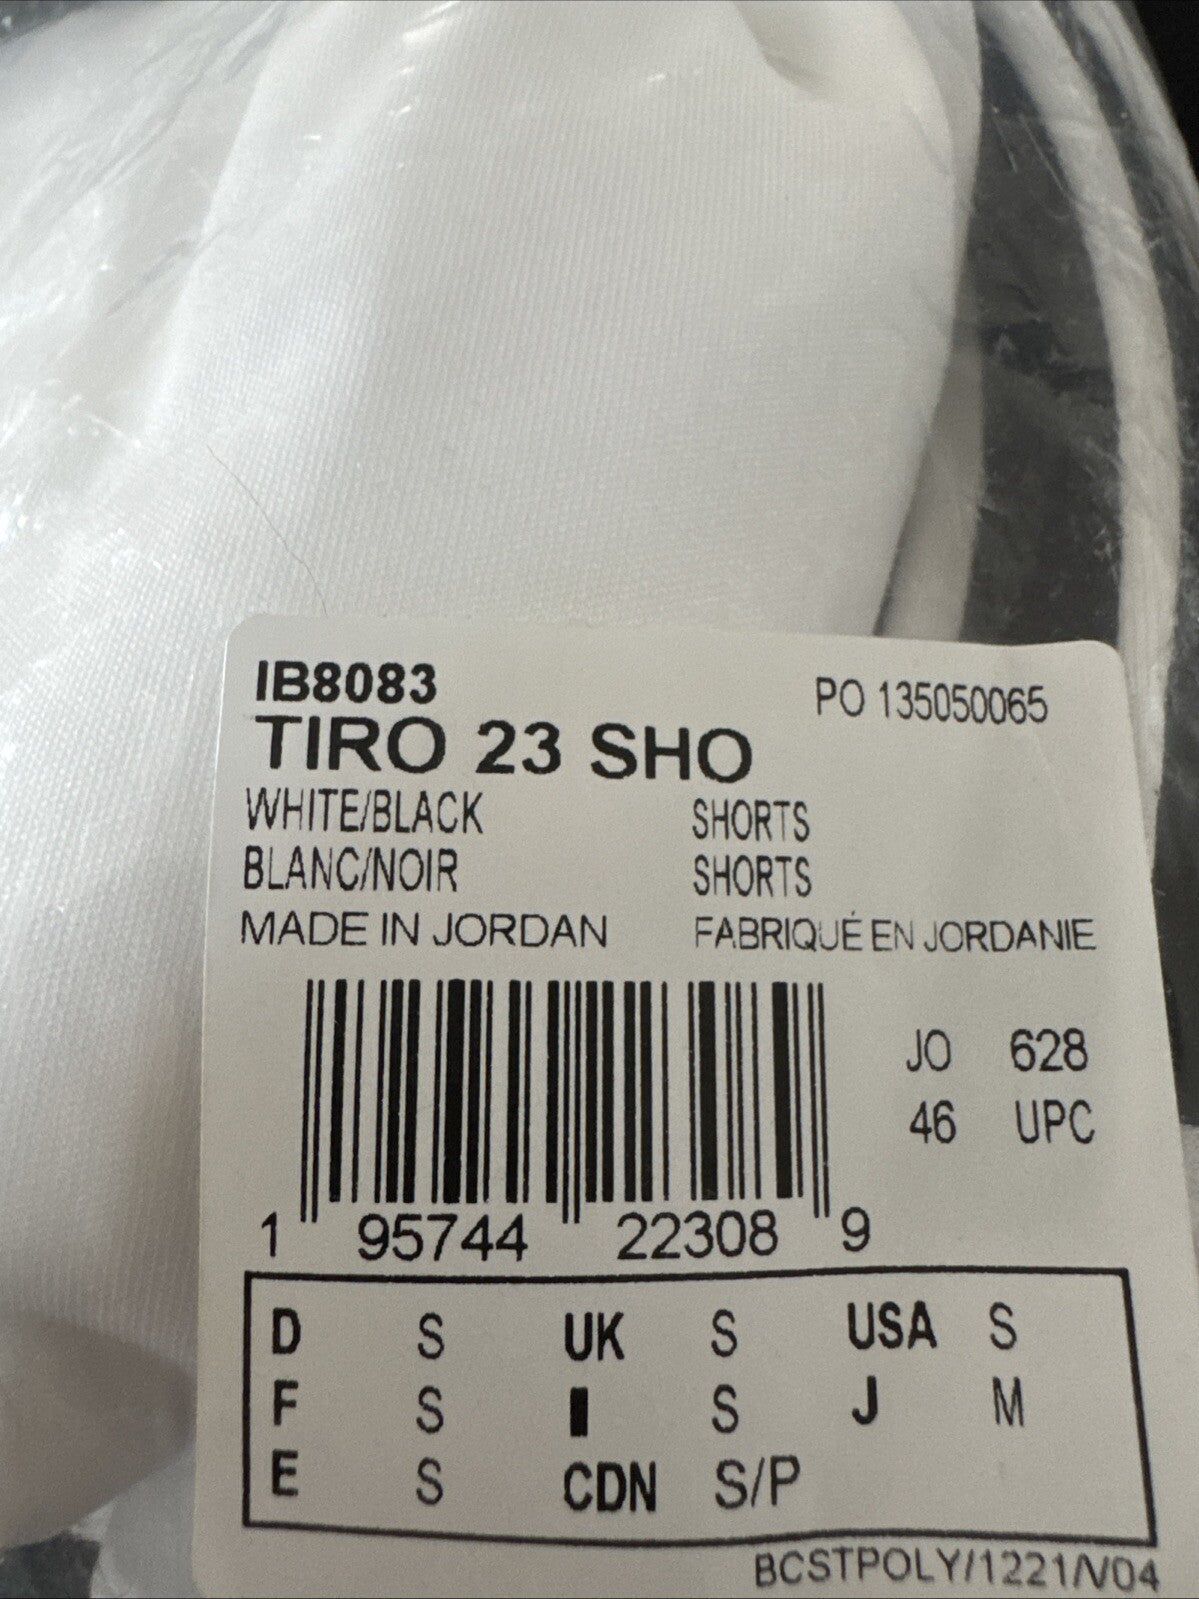 IB8083
PO 135050065
TIRO 23 SHO
WHITE/BLACK SHORTS
BLANC/NOIR SHORTS
MADE IN JORDAN FABRIQUÉ EN JORDANIE
JO 628
46 UPC
1 95744 22308 9
D S UK S USA S
F S I S J M
E S CDN S/P
BCSTPOLY/1221/V04